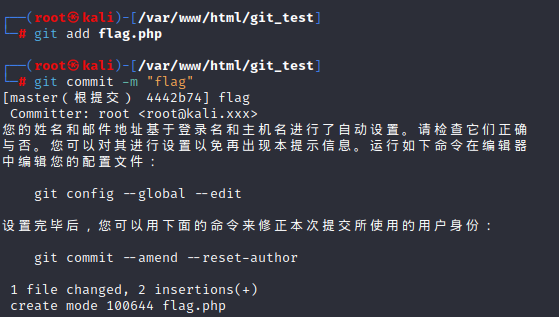 ┌──(root㉿kali)-[/var/www/html/git_test]
└─# git add flag.php
┌──(root㉿kali)-[/var/www/html/git_test]
└─# git commit -m "flag"
[master(根提交) 4442b74] flag
Committer: root <root@kali.xxx>
您的姓名和邮件地址基于登录名和主机名进行了自动设置。请检查它们正确
与否。您可以对其进行设置以免再出现本提示信息。运行如下命令在编辑器
中编辑您的配置文件：
git config --global --edit
设置完毕后，您可以用下面的命令来修正本次提交所使用的用户身份：
git commit --amend --reset-author
1 file changed, 2 insertions(+)
create mode 100644 flag.php